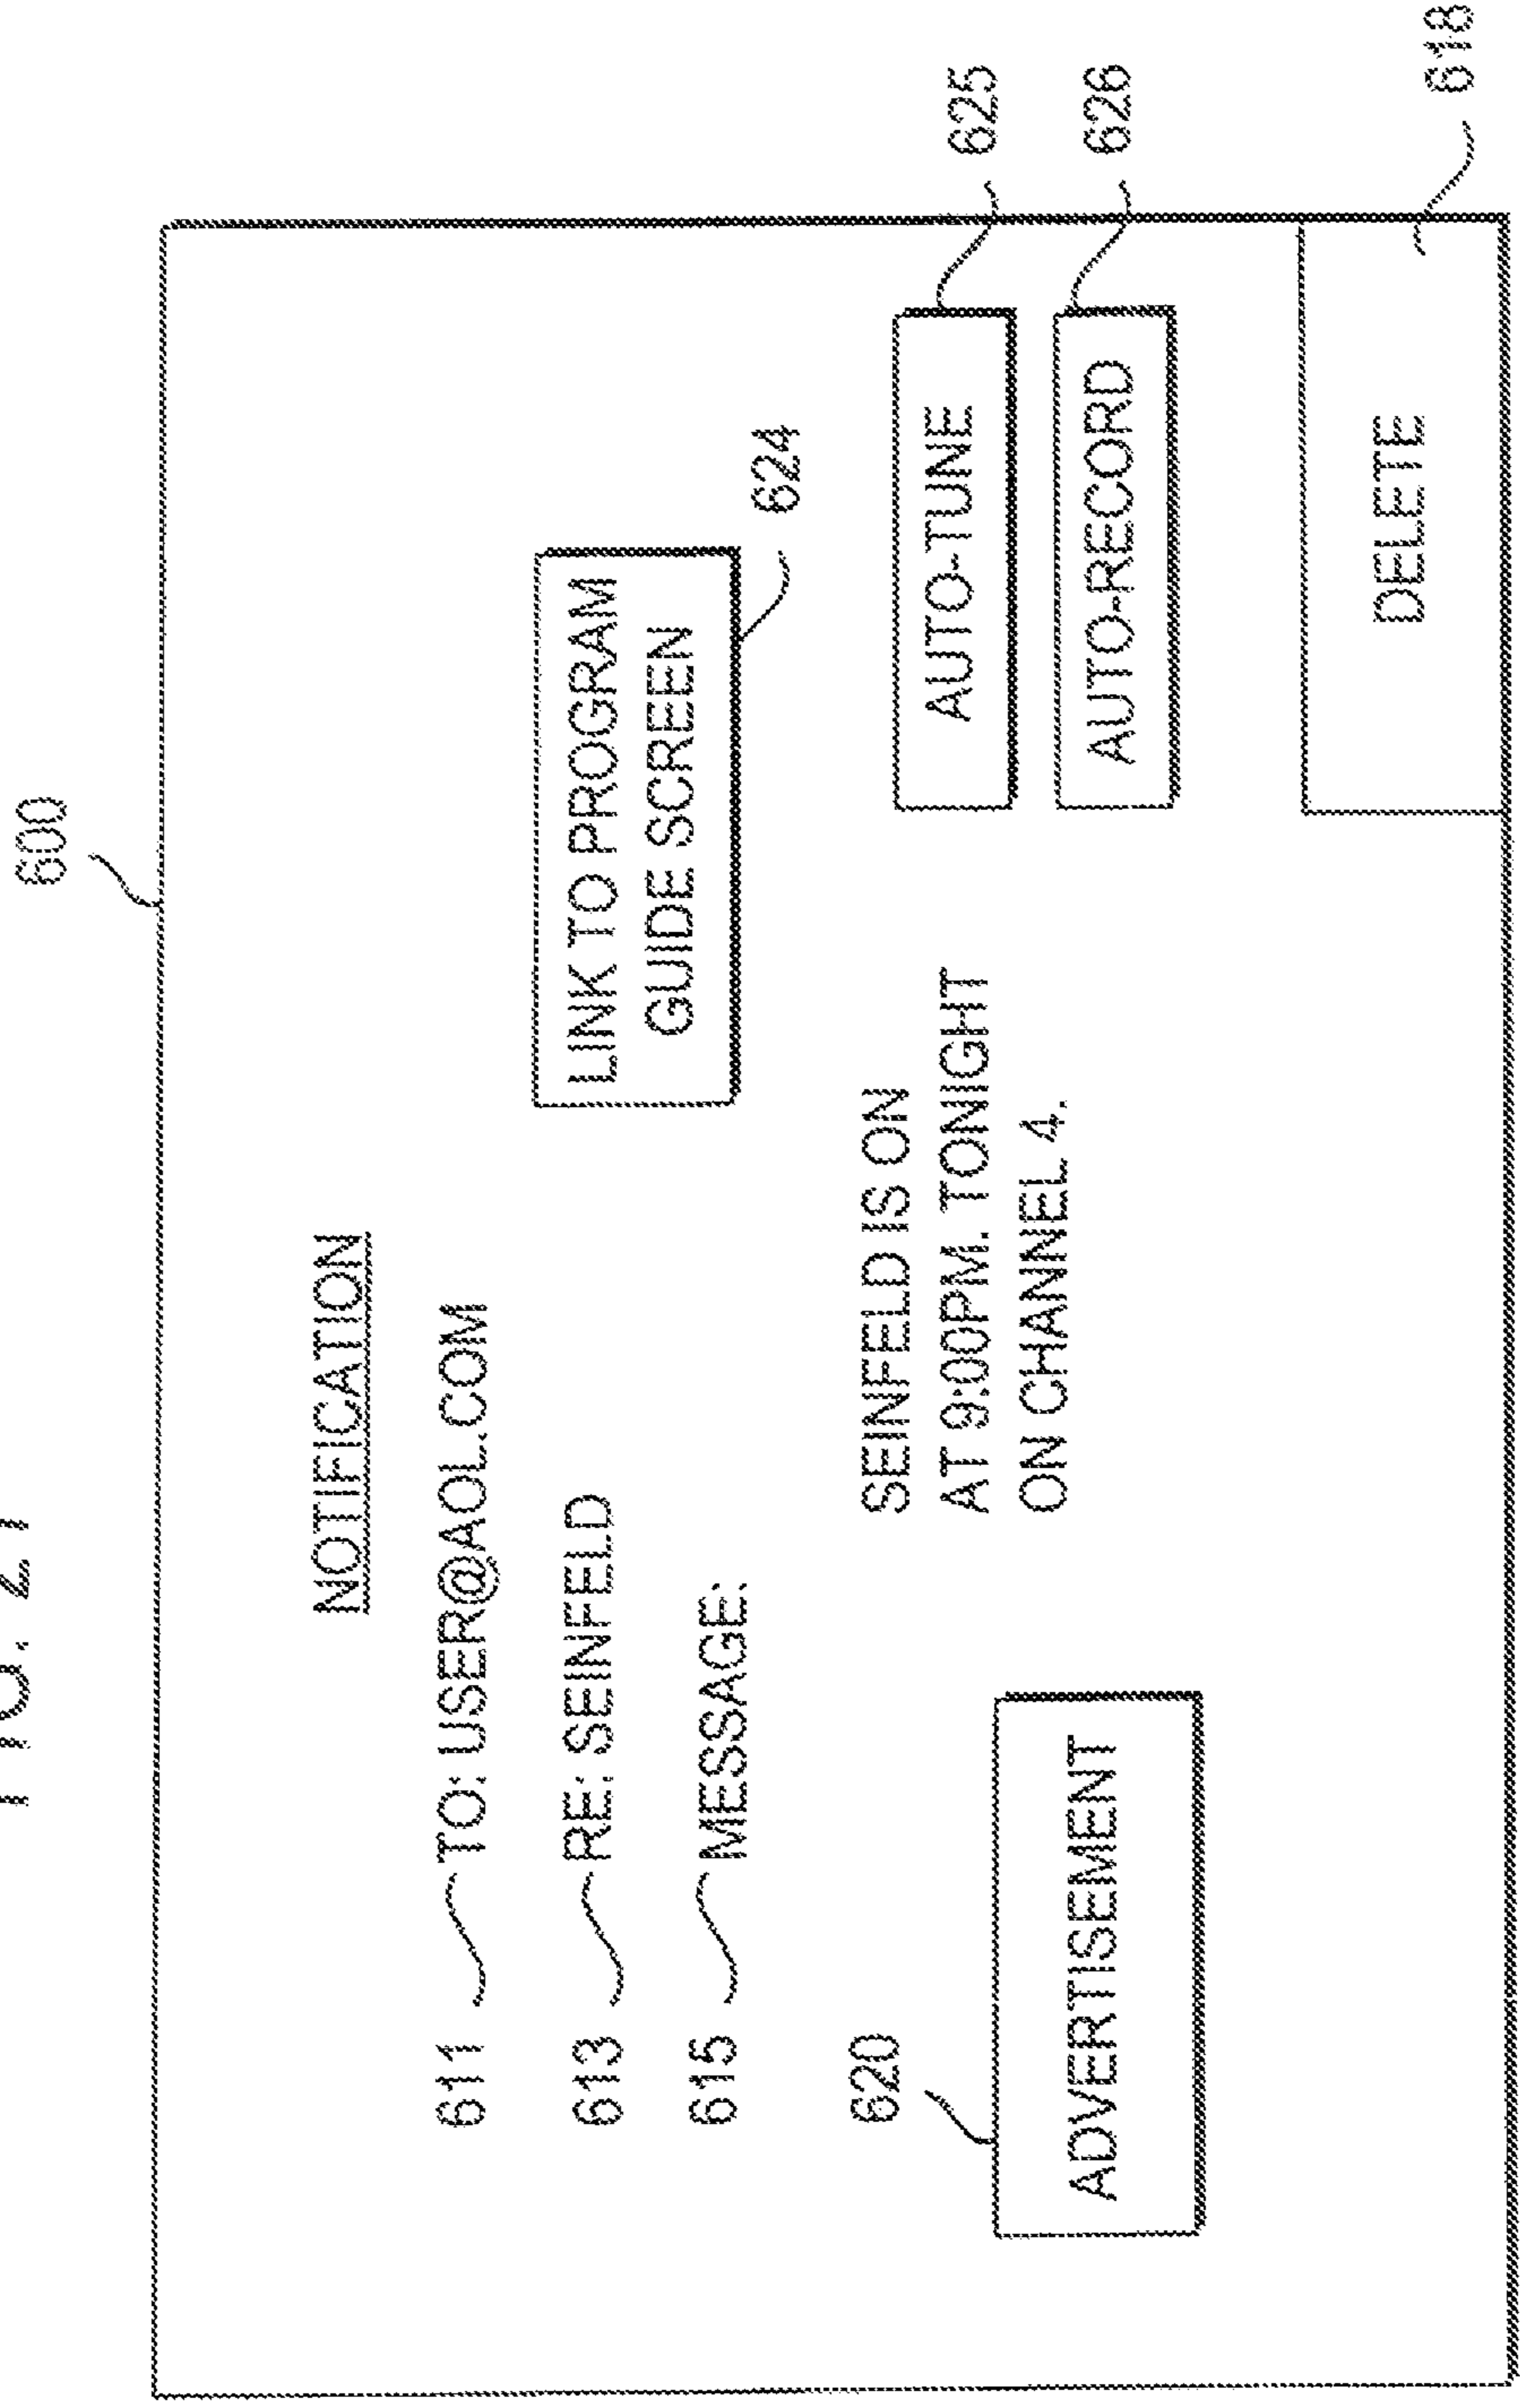 600
NOTIFICATION
611 TO: USER@AOL.COM
613 RE: SEINFELD
615 MESSAGE:
LINK TO PROGRAM
GUIDE SCREEN
624
620
ADVERTISEMENT
SEINFELD IS ON
AT 9:00PM. TONIGHT
ON CHANNEL 4.
AUTO-TUNE
625
AUTO-RECORD
626
DELETE
618